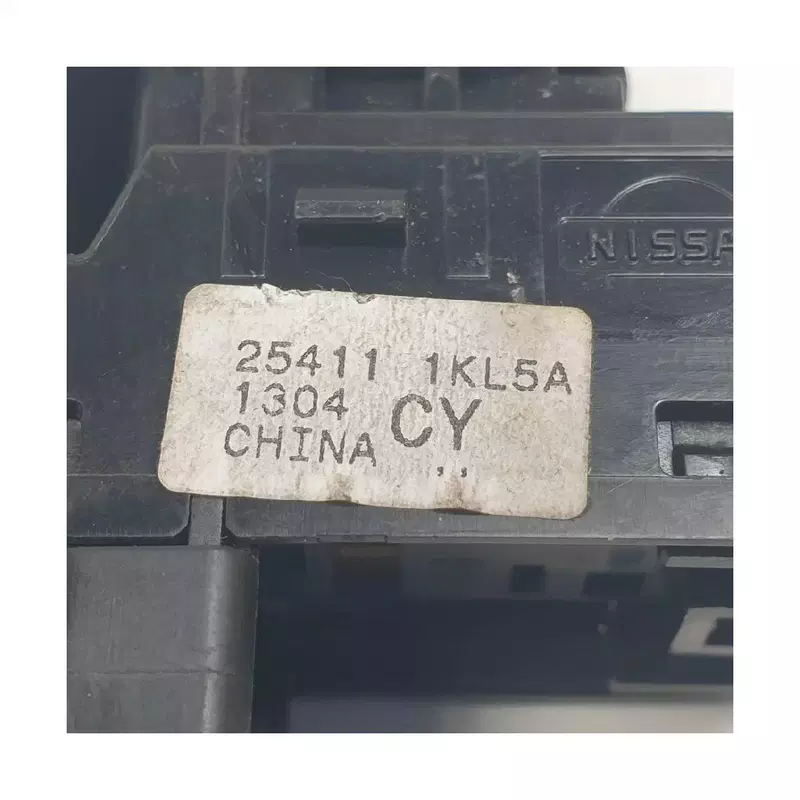 NISSA
25411 1KL5A
1304 CY
CHINA ,,